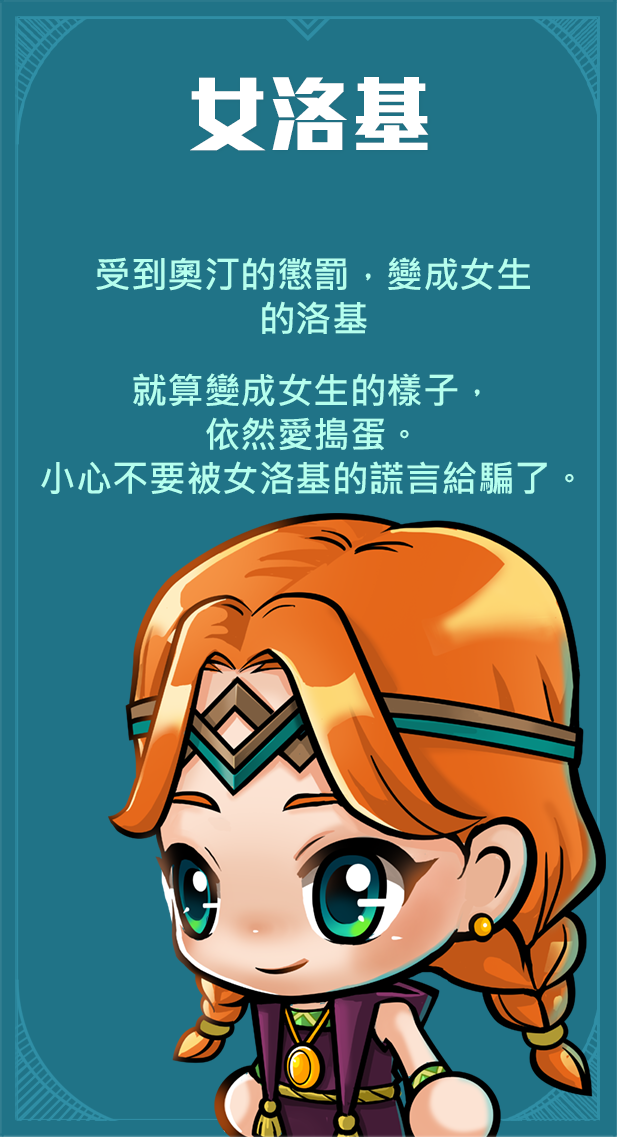 女洛基
受到奧汀的懲罰，變成女生
的洛基
就算變成女生的樣子，
依然愛搗蛋。
小心不要被女洛基的謊言給騙了。